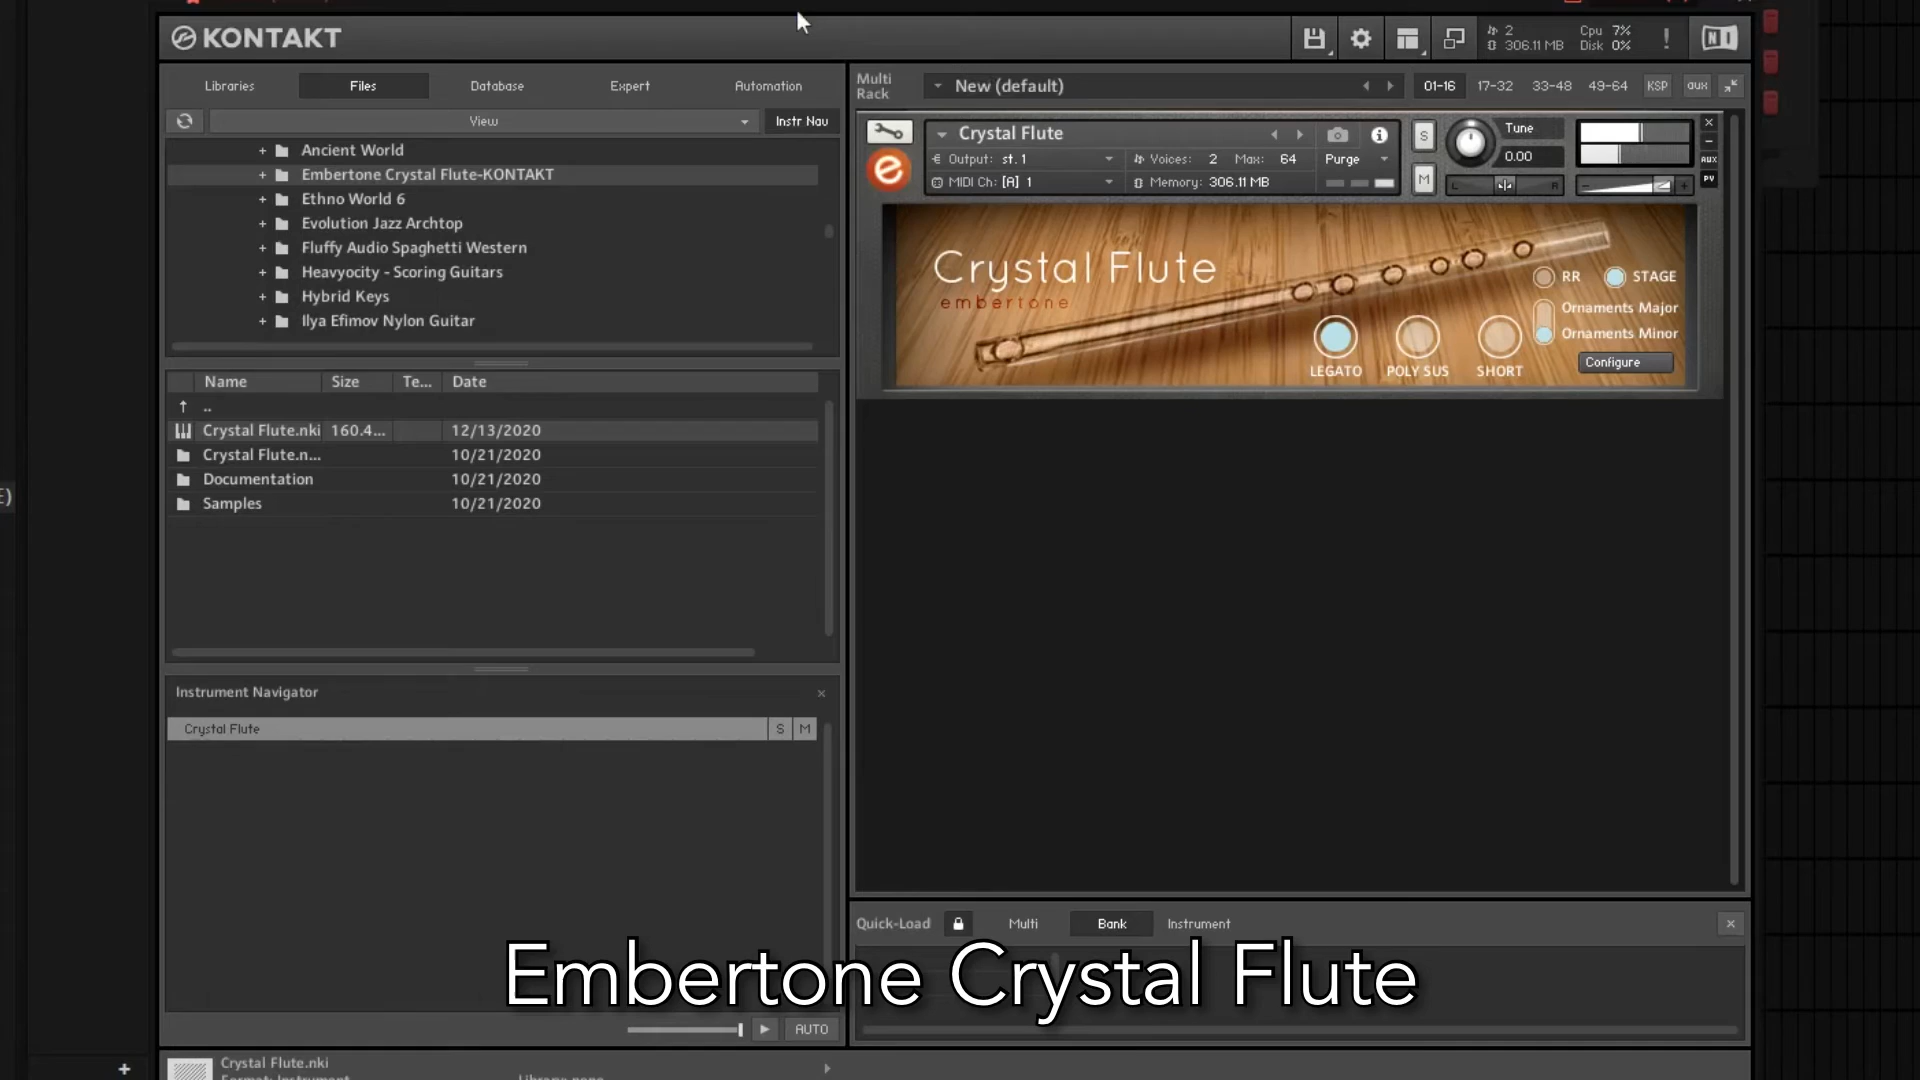 KONTAKT
2
306.11 MB
Cpu 7%
Disk 0%
!
Libraries
Files
Database
Expert
Automation
View
Instr Nav
Ancient World
Embertone Crystal Flute-KONTAKT
Ethno World 6
Evolution Jazz Archtop
Fluffy Audio Spaghetti Western
Heavyocity - Scoring Guitars
Hybrid Keys
Ilya Efimov Nylon Guitar
Name Size Te... Date
..
Crystal Flute.nki 160.4... 12/13/2020
Crystal Flute.n... 10/21/2020
Documentation 10/21/2020
Samples 10/21/2020
Instrument Navigator
Crystal Flute S M
AUTO
Crystal Flute.nki
Multi
Rack
New (default)
01-16 17-32 33-48 49-64 KSP aux
Crystal Flute
Output: st. 1
Voices: 2 Max: 64
Purge
MIDI Ch: [A] 1
Memory: 306.11 MB
S
M
Tune
0.00
L R
AUX
PV
e
Crystal Flute
embertone
RR STAGE
Ornaments Major
Ornaments Minor
Configure
LEGATO POLY SUS SHORT
Quick-Load Multi Bank Instrument
Embertone Crystal Flute